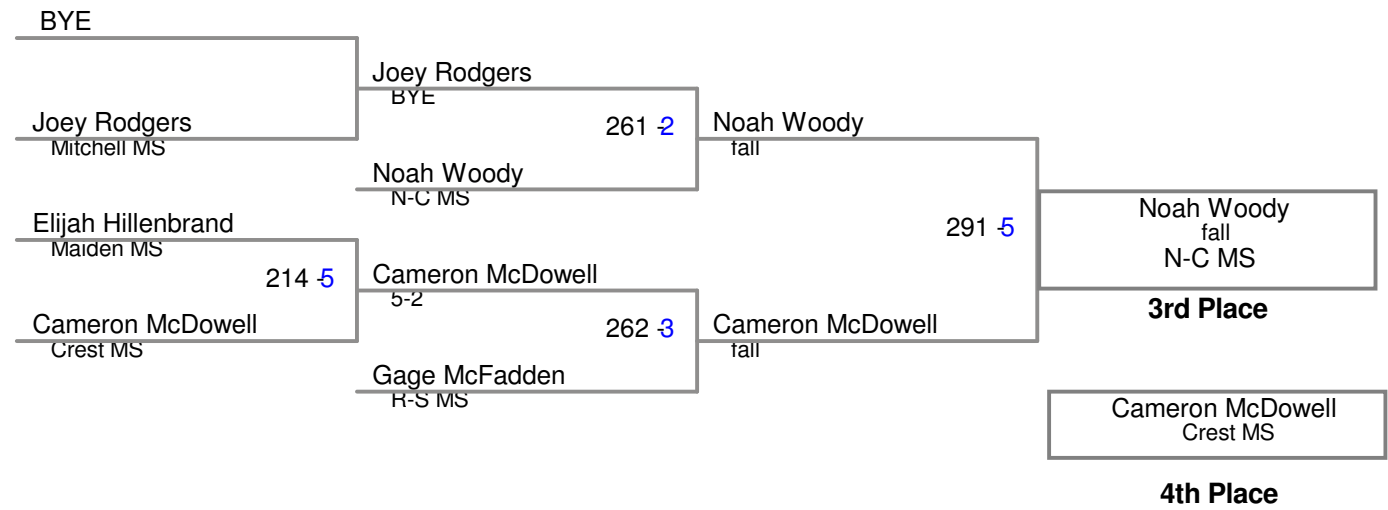 BYE
Joey Rodgers
BYE
Joey Rodgers
Mitchell MS
261 -2
Noah Woody
fall
Noah Woody
N-C MS
Elijah Hillenbrand
Maiden MS
291 -5
Noah Woody
fall
N-C MS
214 -5
Cameron McDowell
5-2
3rd Place
Cameron McDowell
Crest MS
262 -3
Cameron McDowell
fall
Gage McFadden
R-S MS
Cameron McDowell
Crest MS
4th Place